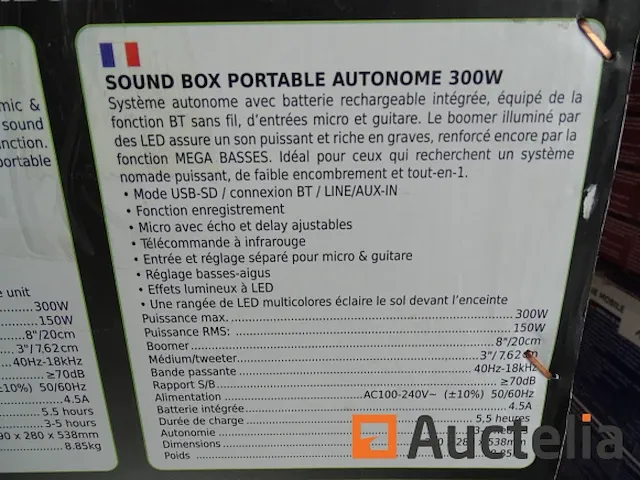 SOUND BOX PORTABLE AUTONOME 300W
Système autonome avec batterie rechargeable intégrée, équipé de la
fonction BT sans fil, d'entrées micro et guitare. Le boomer illuminé par
des LED assure un son puissant et riche en graves, renforcé encore par la
fonction MEGA BASSES. Idéal pour ceux qui recherchent un système
nomade puissant, de faible encombrement et tout-en-1.
• Mode USB-SD / connexion BT / LINE/AUX-IN
• Fonction enregistrement
• Micro avec écho et delay ajustables
• Télécommande à infrarouge
• Entrée et réglage séparé pour micro & guitare
• Réglage basses-aigus
• Effets lumineux à LED
• Une rangée de LED multicolores éclaire le sol devant l'enceinte
Puissance max. 300W
Puissance RMS: 150W
Boomer 8"/20cm
Médium/tweeter 3"/7,62cm
Bande passante 40Hz-18kHz
Rapport S/B ≥70dB
Alimentation AC100-240V~ (±10%) 50/60Hz
Batterie intégrée 4.5A
Durée de charge 5,5 heures
Autonomie
Dimensions
Poids
mic &
sound
nction.
portable
e unit
300W
150W
8"/20cm
3"/7,62cm
40Hz-18kHz
≥70dB
±10%) 50/60Hz
4.5A
5.5 hours
3-5 hours
90 x 280 x 538mm
8.85kg
Auctelia